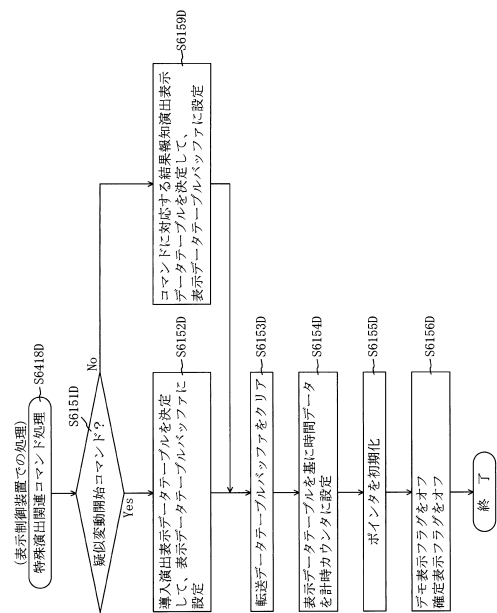 (表示制御装置での処理)
特殊演出関連コマンド処理
S6418D
S6151D
疑似変動開始コマンド?
No
Yes
導入演出表示データテーブルを決定
して、表示データテーブルバッファに
設定
S6152D
コマンドに対応する結果報知演出表示
データテーブルを決定して、
表示データテーブルバッファに設定
S6159D
転送データテーブルバッファをクリア
S6153D
表示データテーブルを基に時間データ
を計時カウンタに設定
S6154D
ポインタを初期化
S6155D
デモ表示フラグをオフ
確定表示フラグをオフ
S6156D
終 了